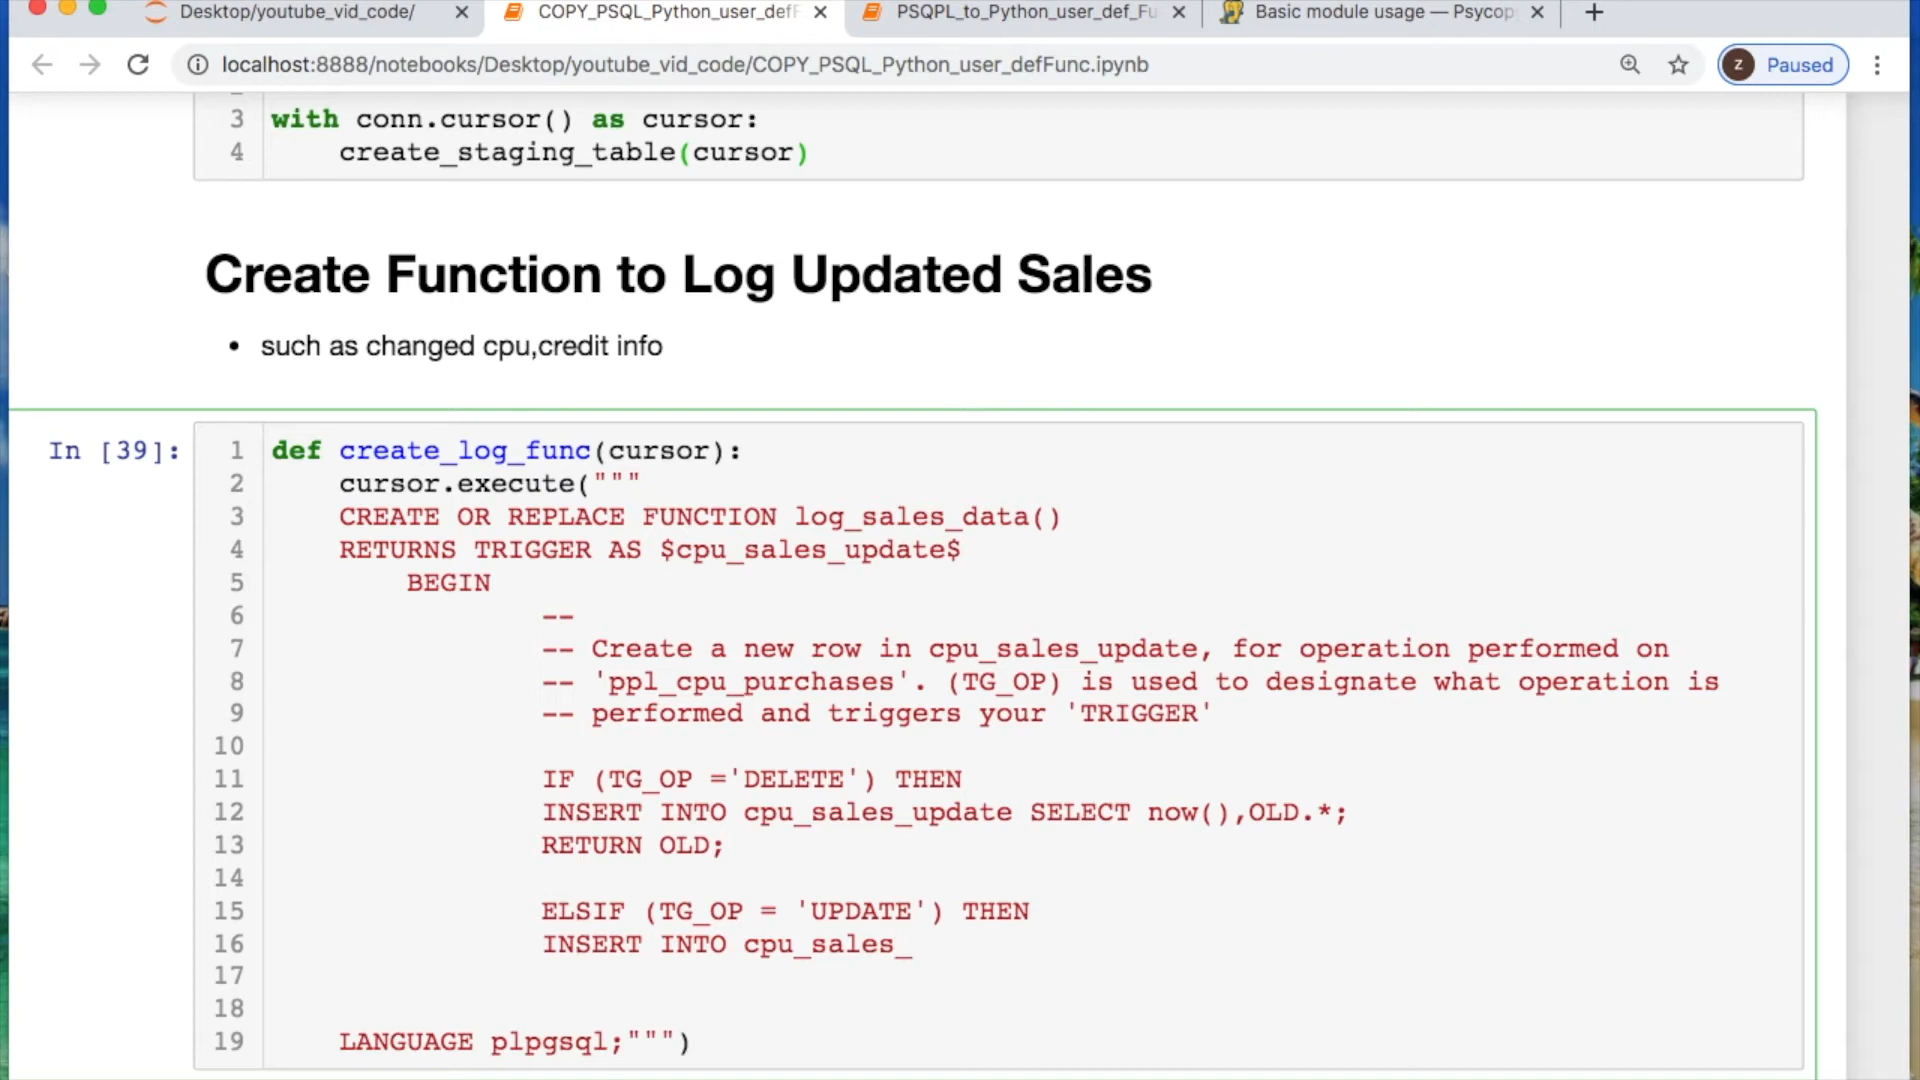 Desktop/youtube_vid_code/
COPY_PSQL_Python_user_defF
PSQPL_to_Python_user_def_Fu
Basic module usage — Psycop
localhost:8888/notebooks/Desktop/youtube_vid_code/COPY_PSQL_Python_user_defFunc.ipynb
z Paused
3 with conn.cursor() as cursor:
4 create_staging_table(cursor)
Create Function to Log Updated Sales
• such as changed cpu,credit info
In [39]:
1 def create_log_func(cursor):
2 cursor.execute("""
3 CREATE OR REPLACE FUNCTION log_sales_data()
4 RETURNS TRIGGER AS $cpu_sales_update$
5 BEGIN
6 --
7 -- Create a new row in cpu_sales_update, for operation performed on
8 -- 'ppl_cpu_purchases'. (TG_OP) is used to designate what operation is
9 -- performed and triggers your 'TRIGGER'
10
11 IF (TG_OP ='DELETE') THEN
12 INSERT INTO cpu_sales_update SELECT now(),OLD.*;
13 RETURN OLD;
14
15 ELSIF (TG_OP = 'UPDATE') THEN
16 INSERT INTO cpu_sales_
17
18
19 LANGUAGE plpgsql;""")